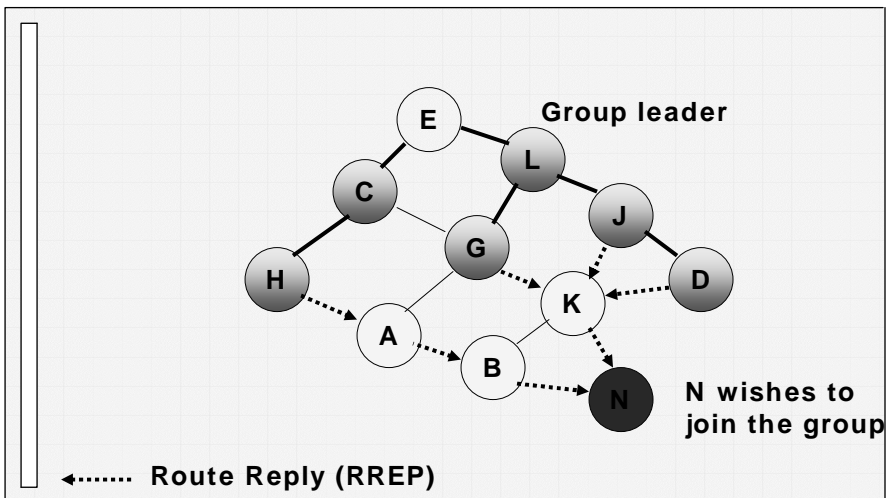 E
Group leader
L
C
J
G
H
D
K
A
B
N
N wishes to
join the group
Route Reply (RREP)